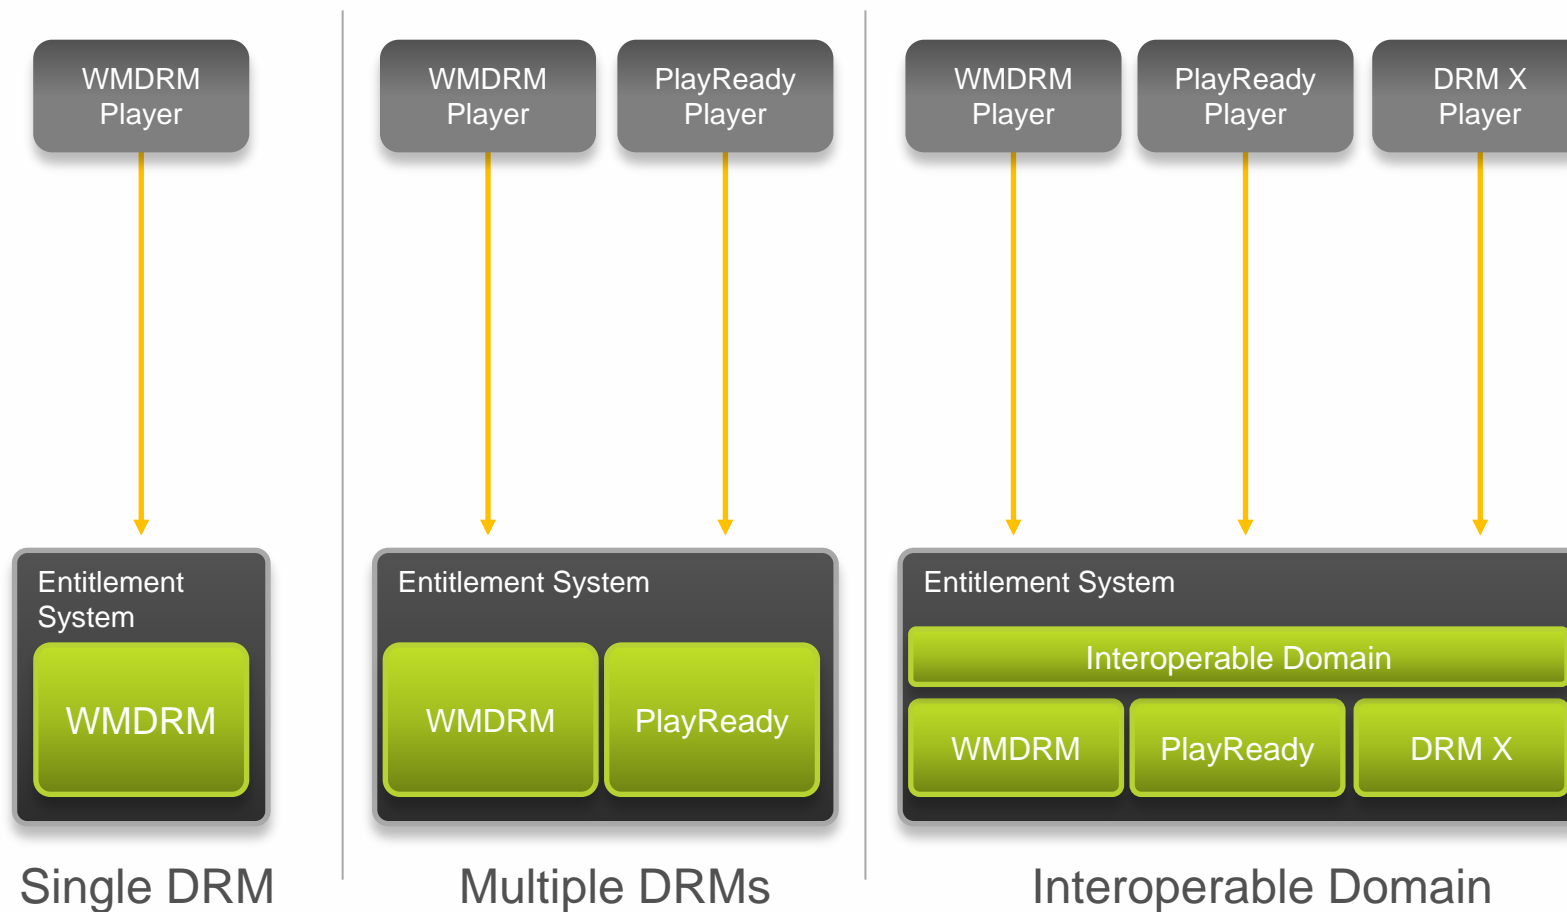 WMDRM
Player
WMDRM
Player
PlayReady
Player
WMDRM
Player
PlayReady
Player
DRM X
Player
Entitlement
System
WMDRM
Entitlement System
WMDRM
PlayReady
Entitlement System
Interoperable Domain
WMDRM
PlayReady
DRM X
Single DRM
Multiple DRMs
Interoperable Domain